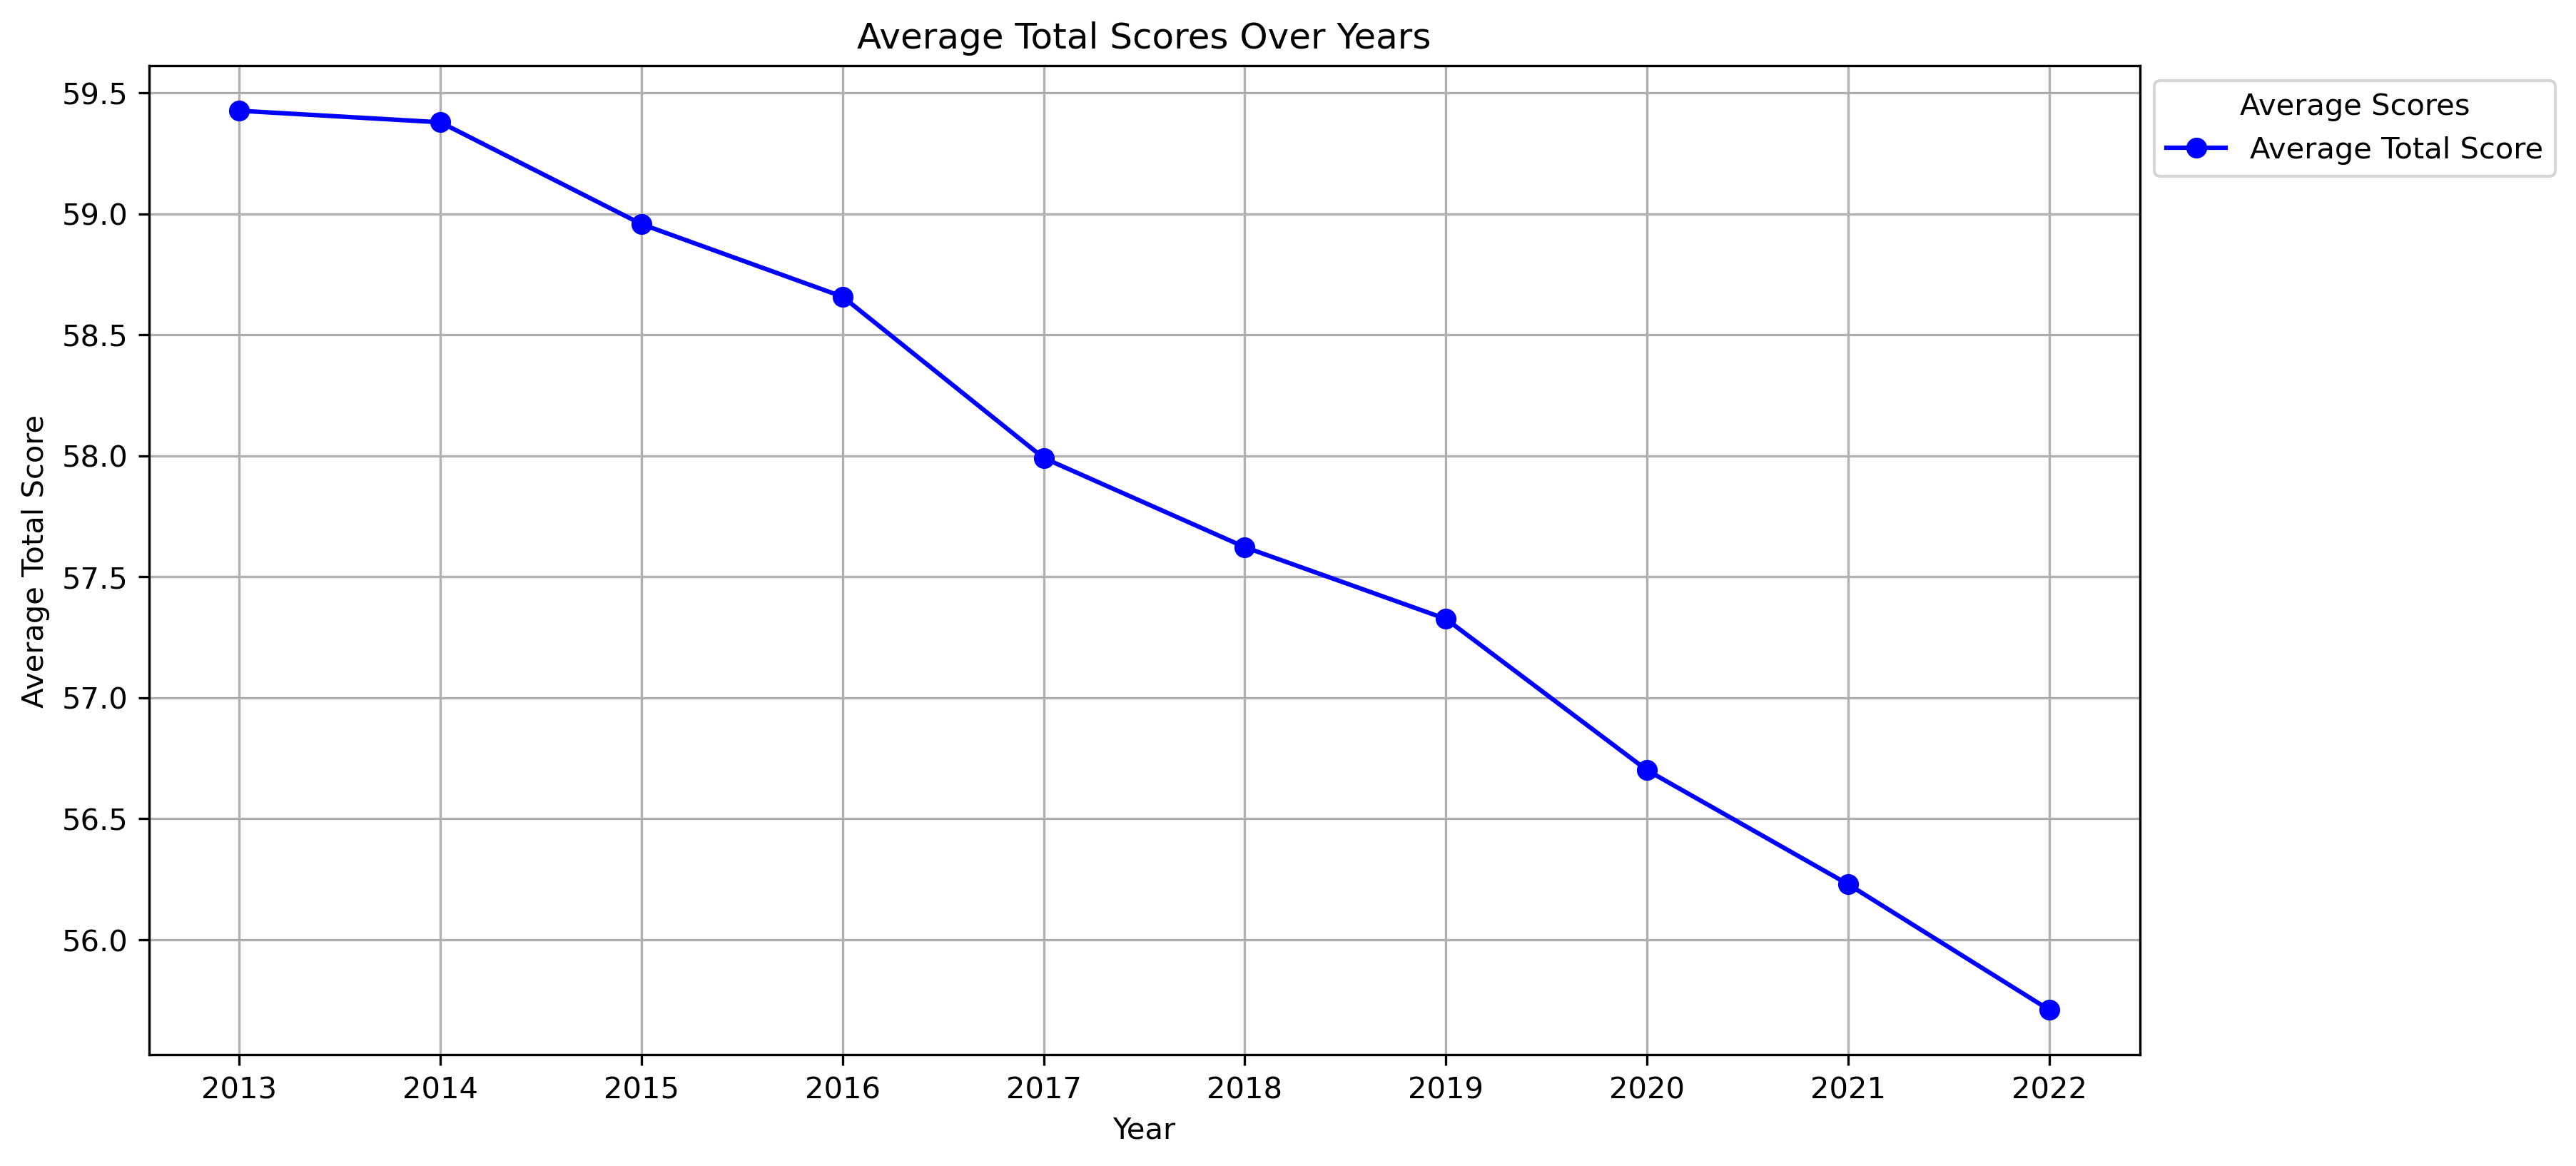 Average Total Scores Over Years
Average Scores
Average Total Score
Average Total Score
59.5
59.0
58.5
58.0
57.5
57.0
56.5
56.0
2013 2014 2015 2016 2017 2018 2019 2020 2021 2022
Year